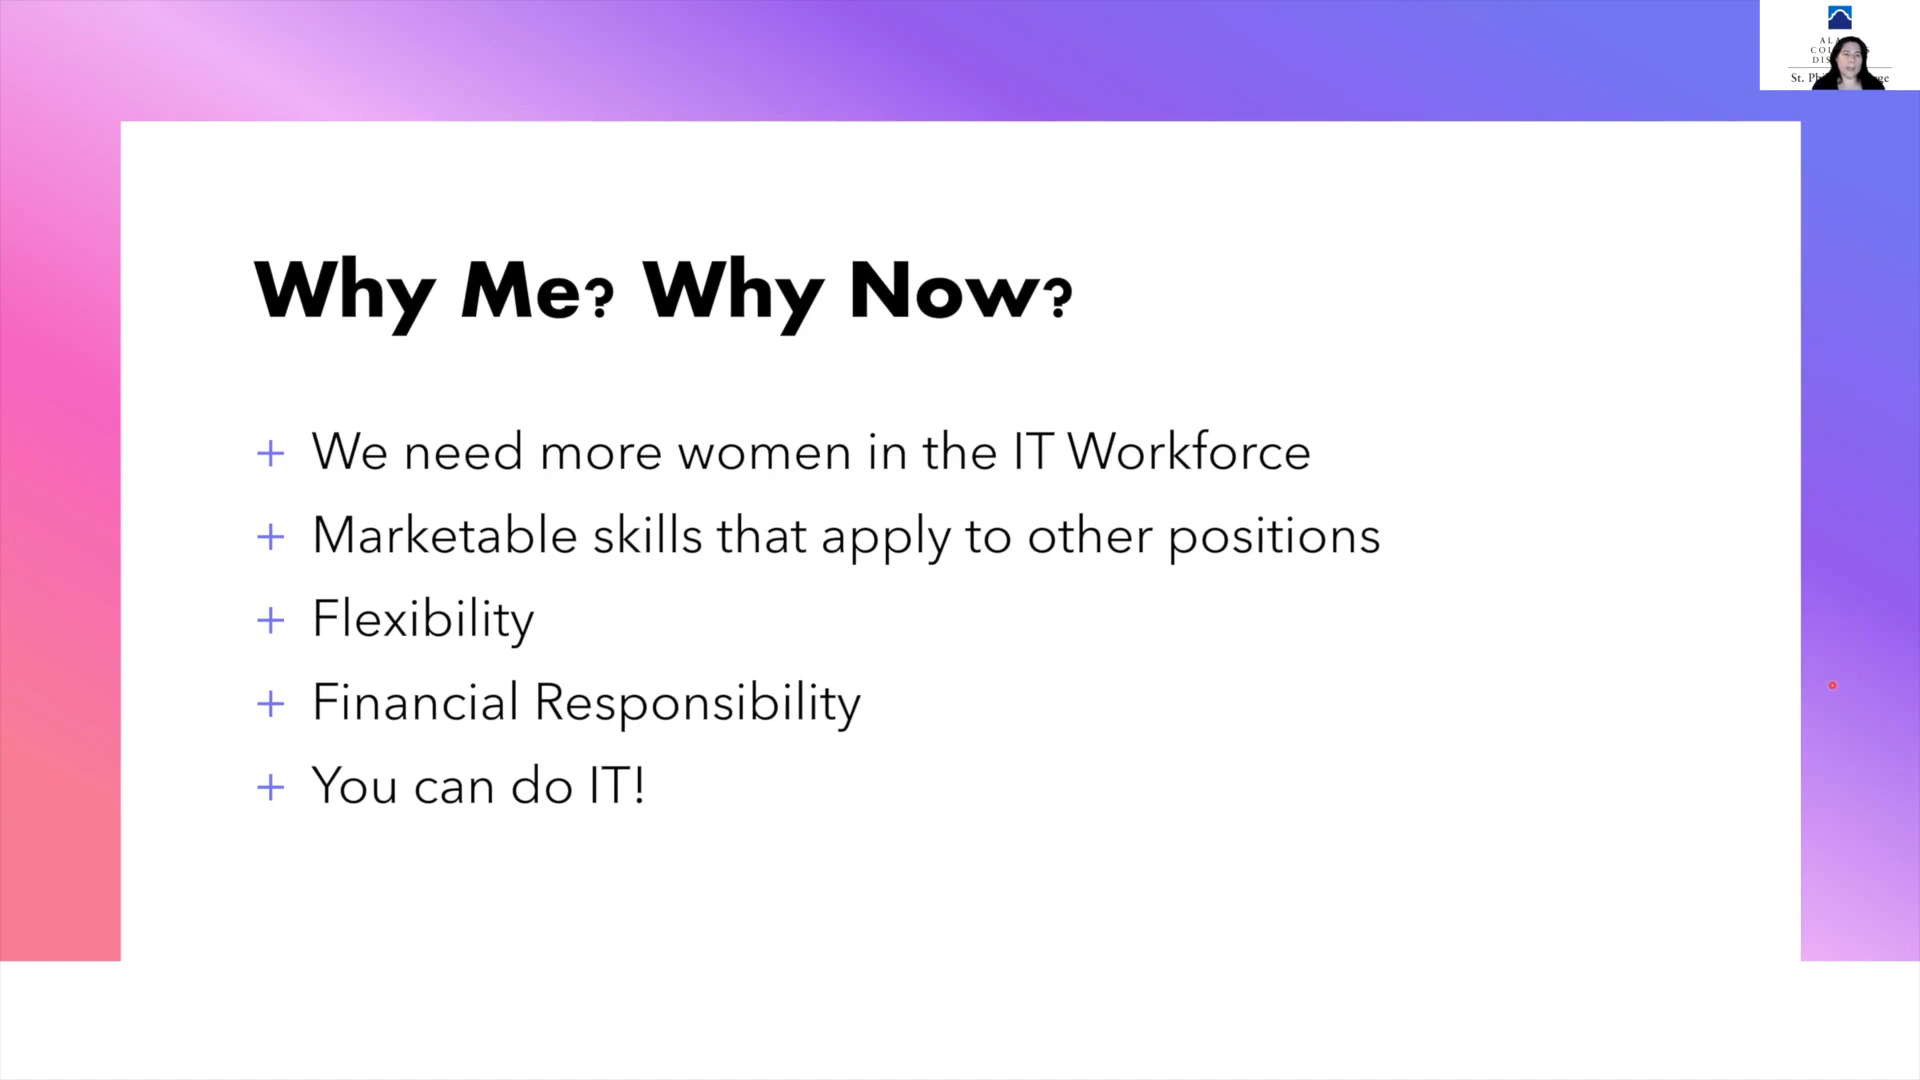 Why Me? Why Now?
+ We need more women in the IT Workforce
+ Marketable skills that apply to other positions
+ Flexibility
+ Financial Responsibility
+ You can do IT!
St.